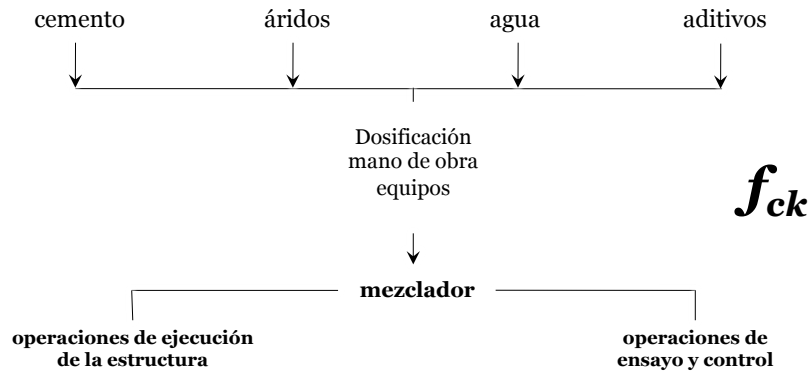 cemento áridos agua aditivos
Dosificación
mano de obra
equipos
f_ck
mezclador
operaciones de ejecución
de la estructura
operaciones de
ensayo y control